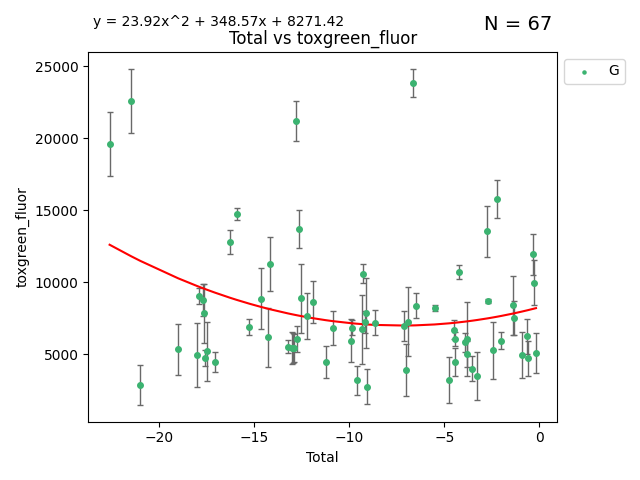 y = 23.92x^2 + 348.57x + 8271.42
N = 67
Total vs toxgreen_fluor
G
25000
20000
15000
10000
5000
toxgreen_fluor
−20
−15
−10
−5
0
Total